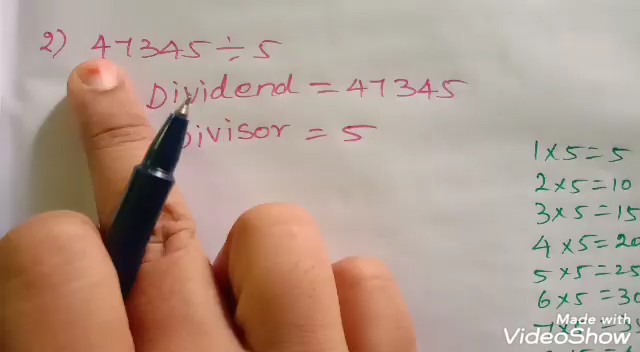 2) 47345 ÷ 5
Dividend = 47345
Divisor = 5
1 × 5 = 5
2 × 5 = 10
3 × 5 = 15
4 × 5 = 20
5 × 5 = 25
6 × 5 = 30
Made with
VideoShow